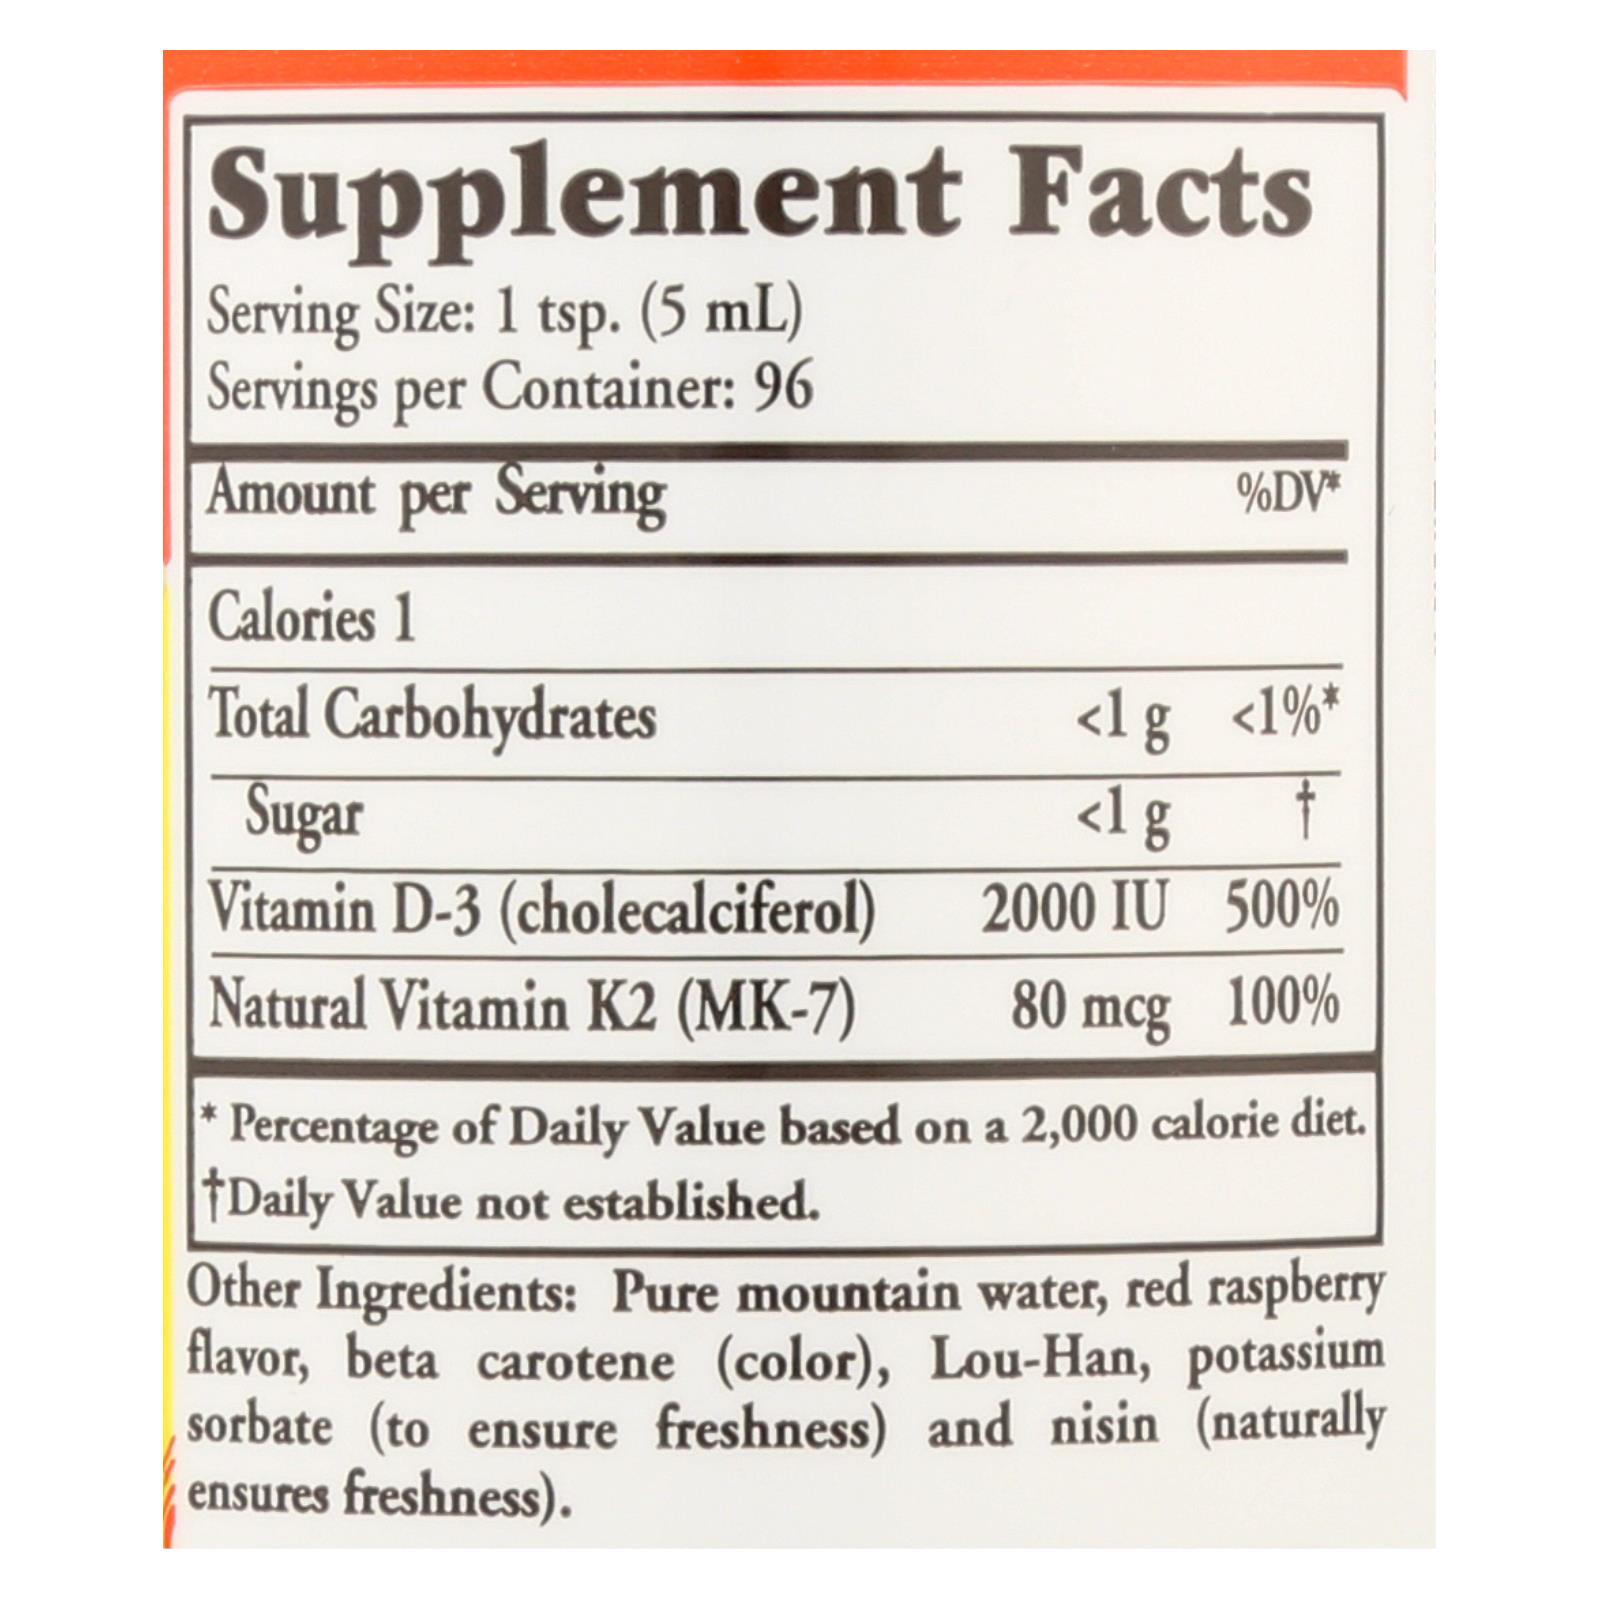 Supplement Facts
Serving Size: 1 tsp. (5 mL)
Servings per Container: 96
Amount per Serving %DV*
Calories 1
Total Carbohydrates <1 g <1%*
Sugar <1 g †
Vitamin D-3 (cholecalciferol) 2000 IU 500%
Natural Vitamin K2 (MK-7) 80 mcg 100%
* Percentage of Daily Value based on a 2,000 calorie diet.
†Daily Value not established.
Other Ingredients: Pure mountain water, red raspberry
flavor, beta carotene (color), Lou-Han, potassium
sorbate (to ensure freshness) and nisin (naturally
ensures freshness).